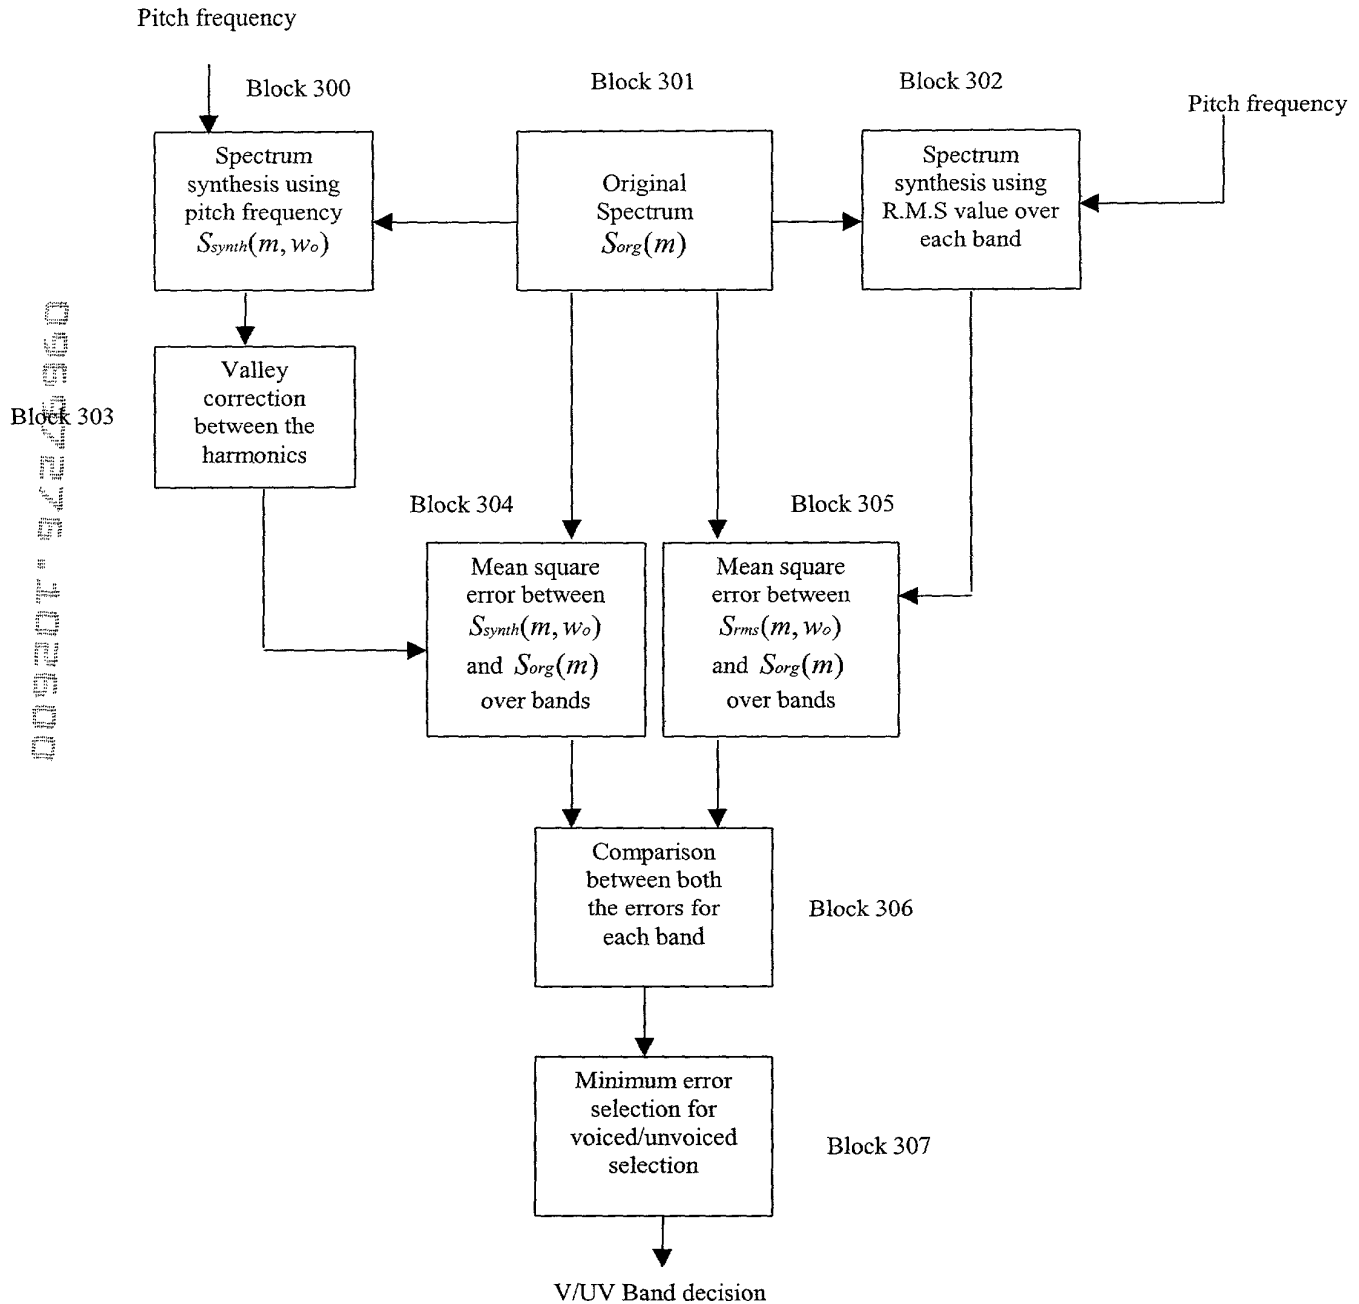 Pitch frequency
Block 300
Block 301
Block 302
Pitch frequency
Spectrum
synthesis using
pitch frequency
Ssynth(m, wo)
Original
Spectrum
Sorg(m)
Spectrum
synthesis using
R.M.S value over
each band
Block 303
Valley
correction
between the
harmonics
Block 304
Block 305
Mean square
error between
Ssynth(m, wo)
and Sorg(m)
over bands
Mean square
error between
Srms(m, wo)
and Sorg(m)
over bands
Comparison
between both
the errors for
each band
Block 306
Minimum error
selection for
voiced/unvoiced
selection
Block 307
V/UV Band decision
09697276.102600